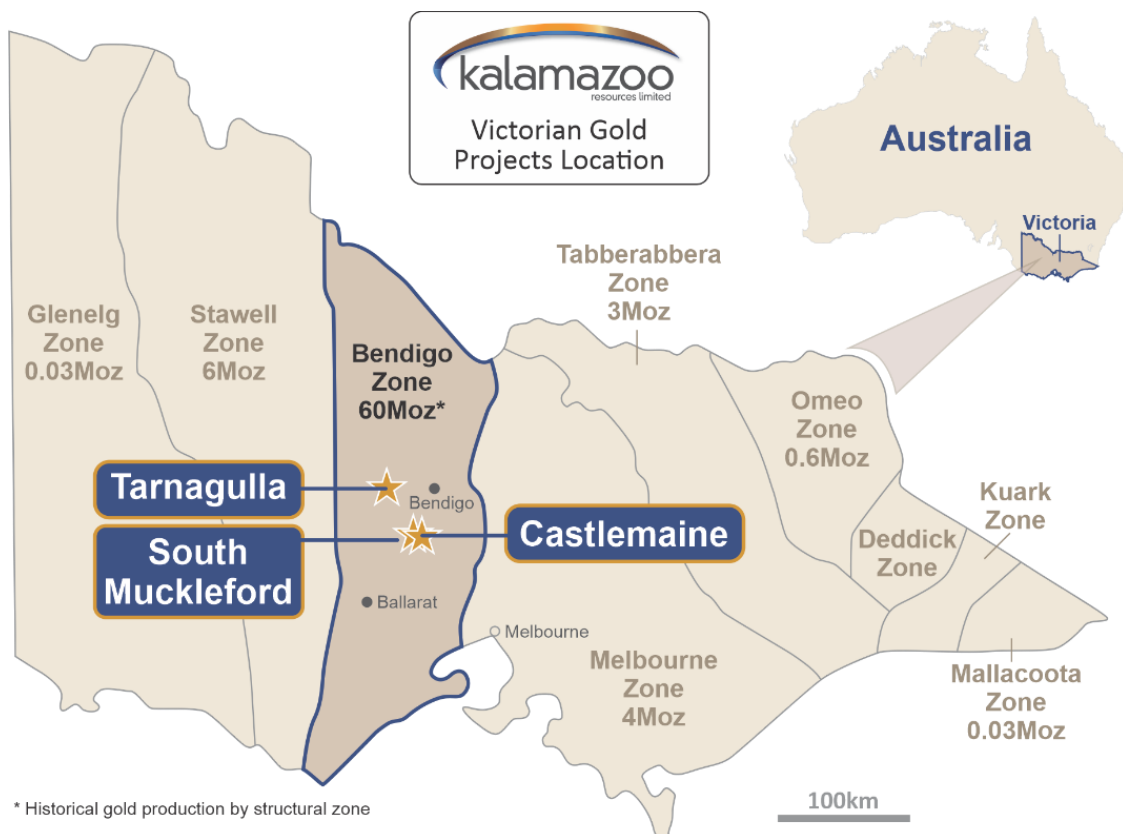 kalamazoo
resources limited
Victorian Gold
Projects Location
Australia
Victoria
Tabberabbera
Zone
3Moz
Glenelg
Zone
0.03Moz
Stawell
Zone
6Moz
Bendigo
Zone
60Moz*
Omeo
Zone
0.6Moz
Tarnagulla
Bendigo
Kuark
Zone
South
Muckleford
Castlemaine
Deddick
Zone
Ballarat
Melbourne
Melbourne
Zone
4Moz
Mallacoota
Zone
0.03Moz
* Historical gold production by structural zone
100km